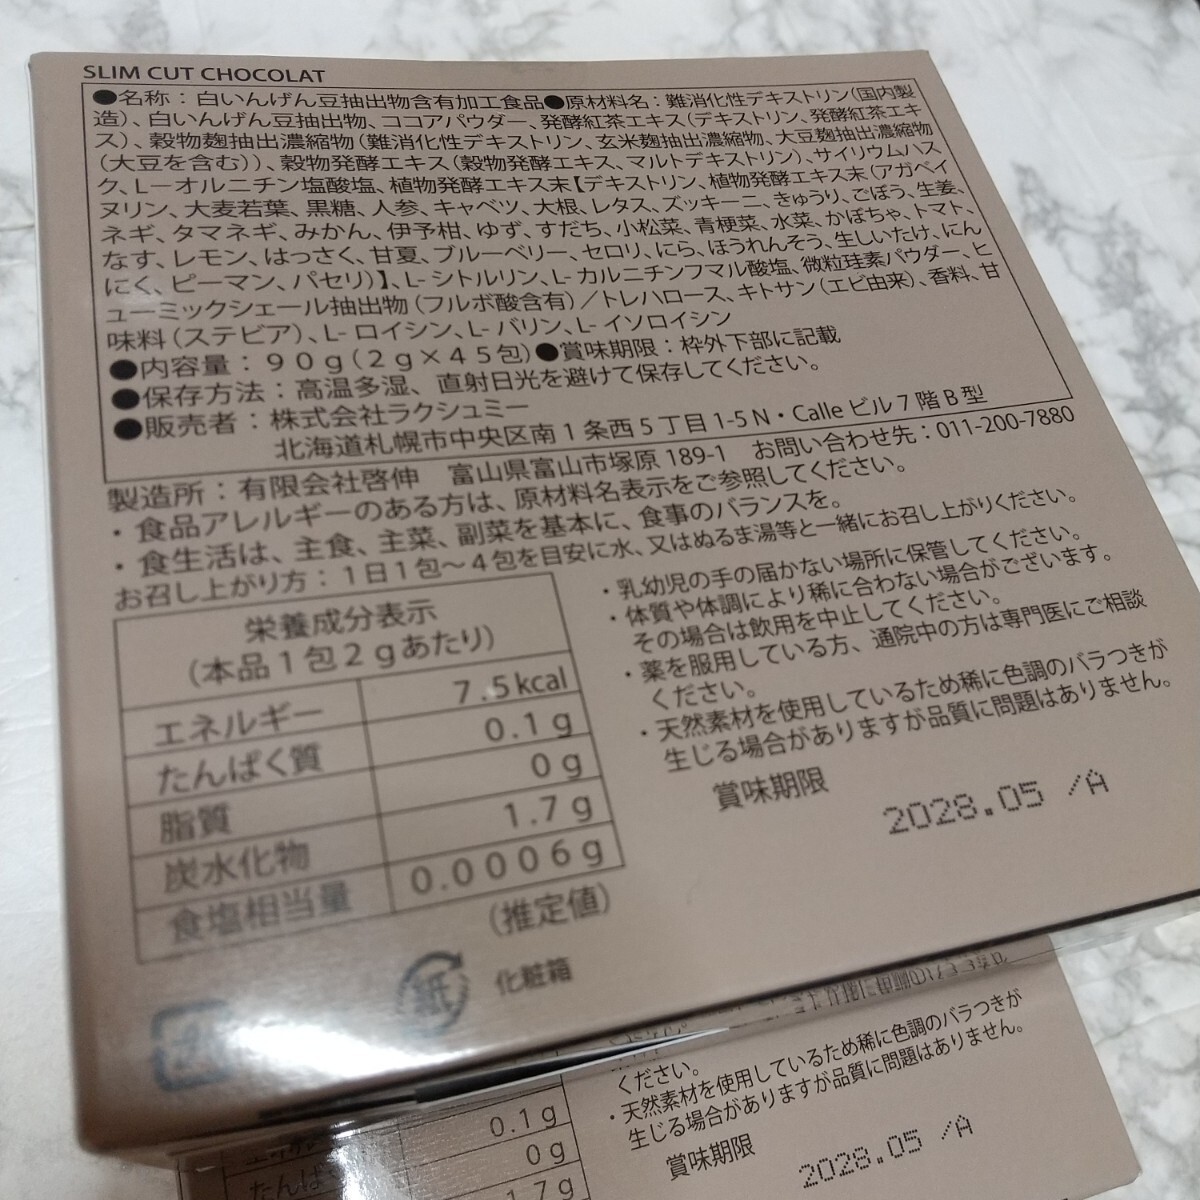 SLIM CUT CHOCOLAT
●名称：白いんげん豆抽出物含有加工食品●原材料名：難消化性デキストリン(国内製
造)、白いんげん豆抽出物、ココアパウダー、発酵紅茶エキス(デキストリン、発酵紅茶エキ
ス)、穀物麹抽出濃縮物(難消化性デキストリン、玄米麹抽出濃縮物、大豆麹抽出濃縮物
(大豆を含む))、穀物発酵エキス(穀物発酵エキス、マルトデキストリン)、サイリウムハス
ク、L−オルニチン塩酸塩、植物発酵エキス末【デキストリン、植物発酵エキス末(アガベイ
ヌリン、大麦若葉、黒糖、人参、キャベツ、大根、レタス、ズッキーニ、きゅうり、ごぼう、生姜、
ネギ、タマネギ、みかん、伊予柑、ゆず、すだち、小松菜、青梗菜、水菜、かぼちゃ、トマト、
なす、レモン、はっさく、甘夏、ブルーベリー、セロリ、にら、ほうれんそう、生しいたけ、にん
にく、ピーマン、パセリ)】、L-シトルリン、L-カルニチンフマル酸塩、微粒珪素パウダー、ヒ
ューミックシェール抽出物(フルボ酸含有)／トレハロース、キトサン(エビ由来)、香料、甘
味料(ステビア)、L-ロイシン、L-バリン、L-イソロイシン
●内容量：９０ｇ(２ｇ×４５包)●賞味期限：枠外下部に記載
●保存方法：高温多湿、直射日光を避けて保存してください。
●販売者：株式会社ラクシュミー
北海道札幌市中央区南１条西５丁目1-5 N・Calleビル７階Ｂ型
製造所：有限会社啓伸　富山県富山市塚原189-1　お問い合わせ先：011-200-7880
・食品アレルギーのある方は、原材料名表示をご参照してください。
・食生活は、主食、主菜、副菜を基本に、食事のバランスを。
お召し上がり方：１日１包〜４包を目安に水、又はぬるま湯等と一緒にお召し上がりください。
栄養成分表示
(本品１包２ｇあたり)
エネルギー 7.5kcal
たんぱく質 0.1ｇ
脂質 0ｇ
炭水化物 1.7ｇ
食塩相当量 0.0006ｇ
(推定値)
・乳幼児の手の届かない場所に保管してください。
・体質や体調により稀に合わない場合がございます。
その場合は飲用を中止してください。
・薬を服用している方、通院中の方は専門医にご相談
ください。
・天然素材を使用しているため稀に色調のバラつきが
生じる場合がありますが品質に問題はありません。
賞味期限
2028.05 /A
紙
化粧箱
ください。
・天然素材を使用しているため稀に色調のバラつきが
生じる場合がありますが品質に問題はありません。
賞味期限
2028.05 /A
0.1ｇ
0ｇ
1.7ｇ